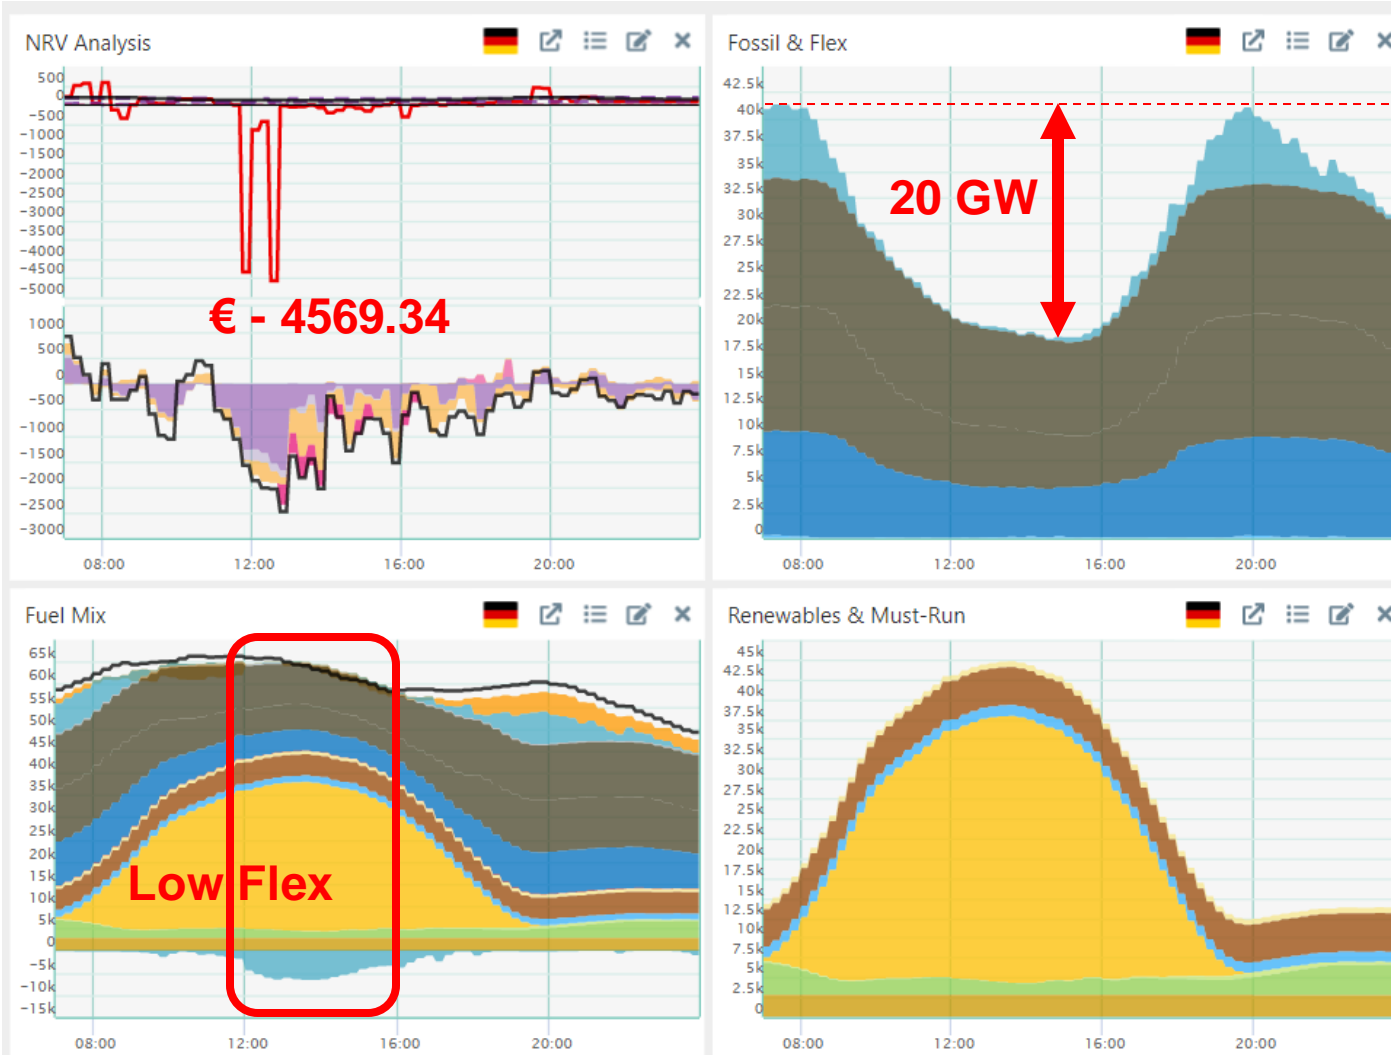 NRV Analysis
500
0
-500
-1000
-1500
-2000
-2500
-3000
-3500
-4000
-4500
-5000
€ - 4569.34
1000
500
0
-500
-1000
-1500
-2000
-2500
-3000
08:00 12:00 16:00 20:00
Fossil & Flex
42.5k
40k
37.5k
35k
32.5k
30k
27.5k
25k
22.5k
20k
17.5k
15k
12.5k
10k
7.5k
5k
2.5k
0
20 GW
08:00 12:00 16:00 20:00
Fuel Mix
65k
60k
55k
50k
45k
40k
35k
30k
25k
20k
15k
10k
5k
0
-5k
-10k
-15k
Low Flex
08:00 12:00 16:00 20:00
Renewables & Must-Run
45k
42.5k
40k
37.5k
35k
32.5k
30k
27.5k
25k
22.5k
20k
17.5k
15k
12.5k
10k
7.5k
5k
2.5k
0
08:00 12:00 16:00 20:00